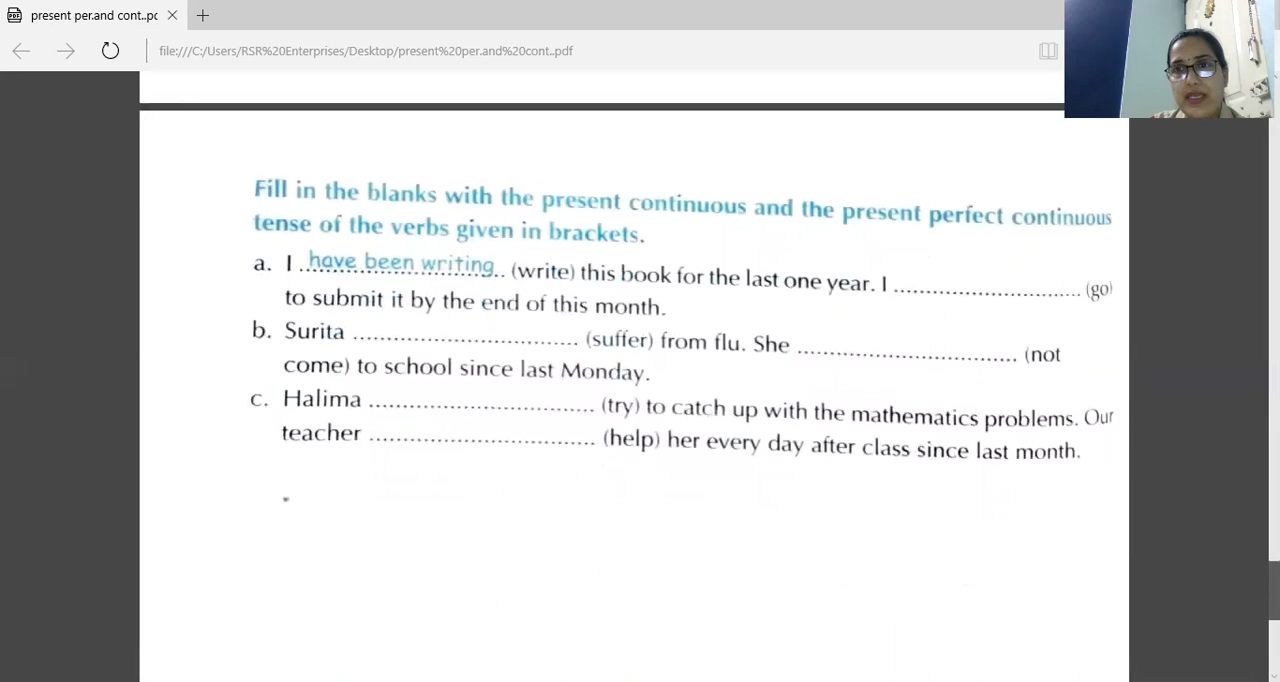 present per.and cont..pc
file:///C:/Users/RSR%20Enterprises/Desktop/present%20per.and%20cont..pdf
Fill in the blanks with the present continuous and the present perfect continuous
tense of the verbs given in brackets.
a. I ..have been writing.. (write) this book for the last one year. I .................................. (go)
to submit it by the end of this month.
b. Surita .................................. (suffer) from flu. She .................................. (not
come) to school since last Monday.
c. Halima .................................. (try) to catch up with the mathematics problems. Our
teacher .................................. (help) her every day after class since last month.